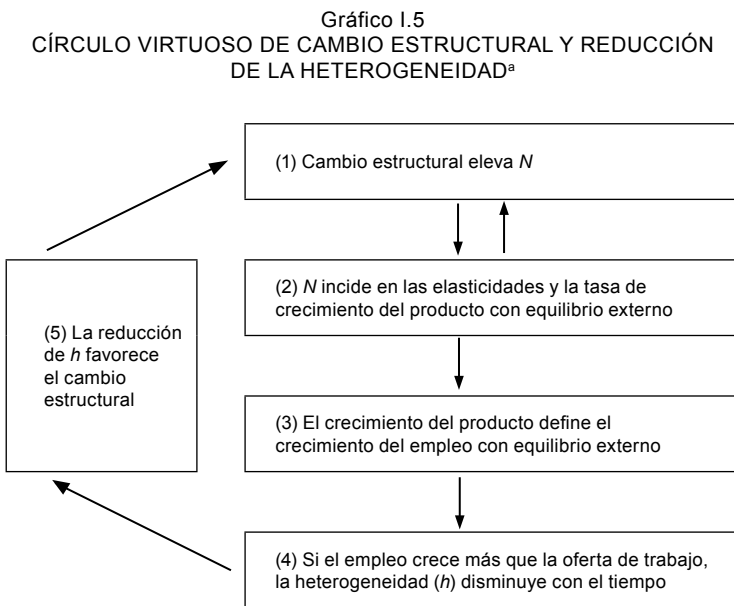 Gráfico I.5
CÍRCULO VIRTUOSO DE CAMBIO ESTRUCTURAL Y REDUCCIÓN
DE LA HETEROGENEIDADª
(1) Cambio estructural eleva N
(2) N incide en las elasticidades y la tasa de
crecimiento del producto con equilibrio externo
(3) El crecimiento del producto define el
crecimiento del empleo con equilibrio externo
(4) Si el empleo crece más que la oferta de trabajo,
la heterogeneidad (h) disminuye con el tiempo
(5) La reducción
de h favorece
el cambio
estructural